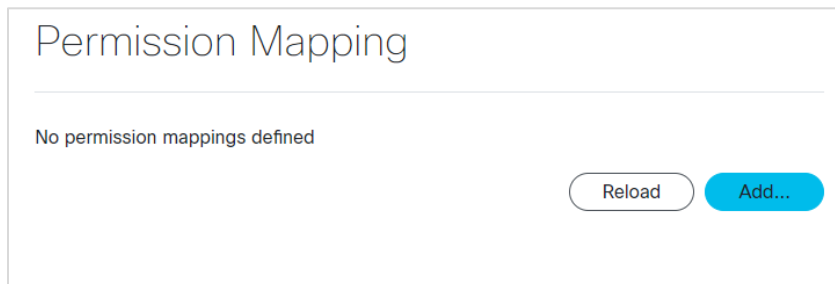 Permission Mapping
No permission mappings defined
Reload
Add...